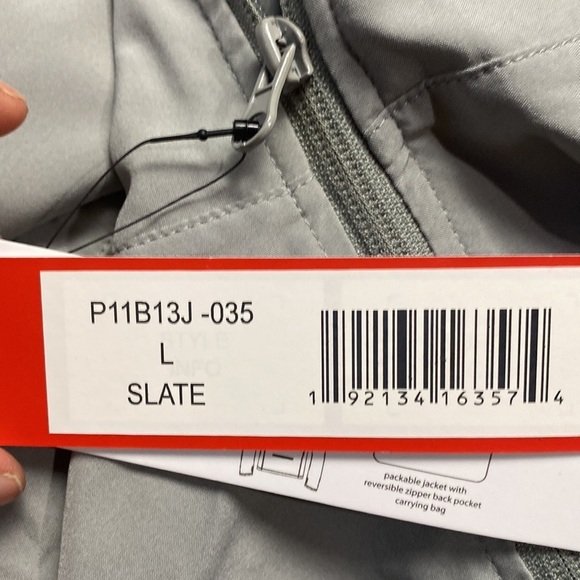 P11B13J -035
L
SLATE
1 92134 16357 4
packable jacket with
reversible zipper back pocket
carrying bag